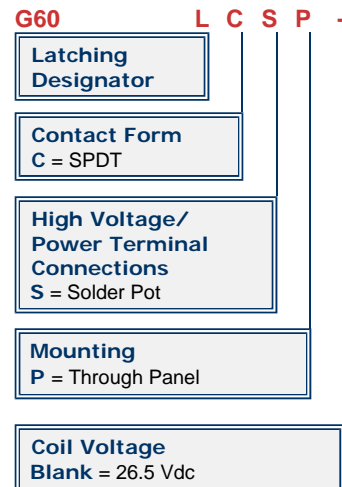 G60 L C S P -
Latching
Designator
Contact Form
C = SPDT
High Voltage/
Power Terminal
Connections
S = Solder Pot
Mounting
P = Through Panel
Coil Voltage
Blank = 26.5 Vdc